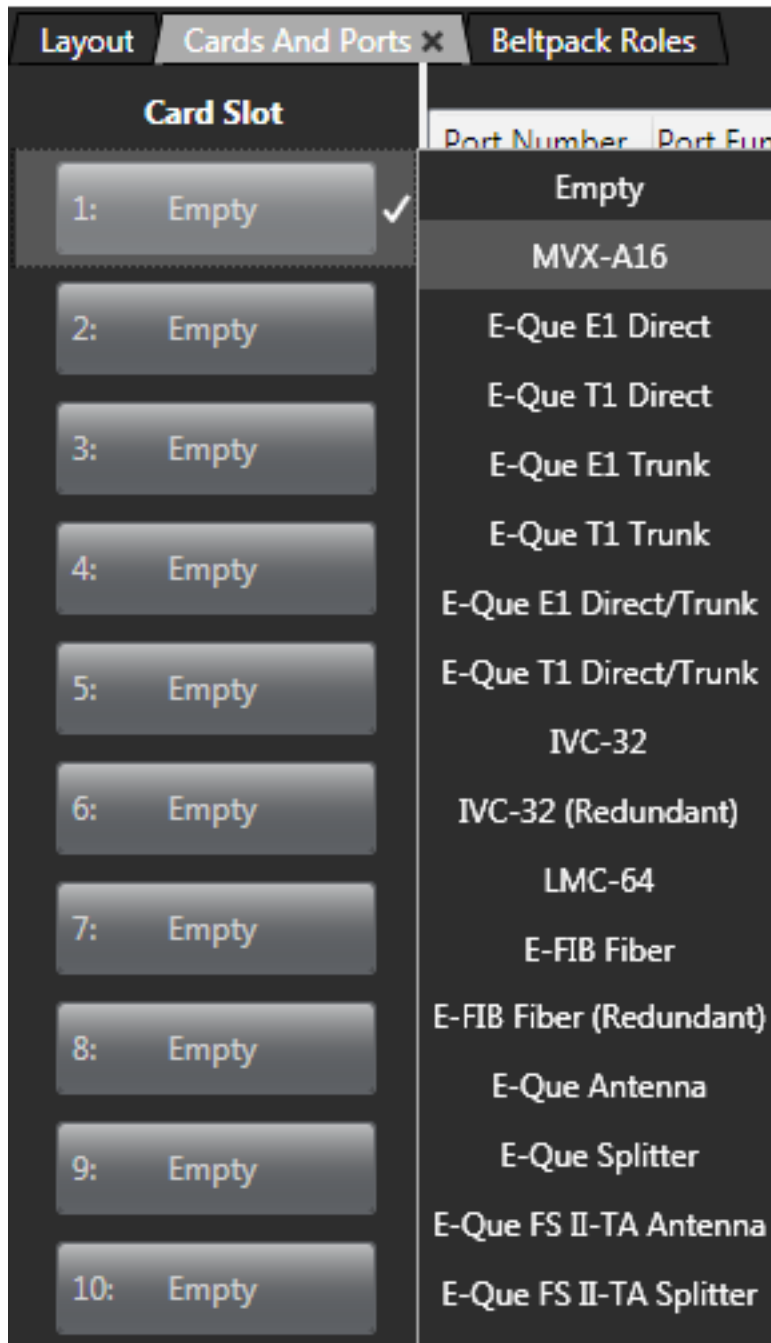 Layout Cards And Ports × Beltpack Roles
Card Slot
Port Number Port Fun
1: Empty ✓
2: Empty
3: Empty
4: Empty
5: Empty
6: Empty
7: Empty
8: Empty
9: Empty
10: Empty
Empty
MVX-A16
E-Que E1 Direct
E-Que T1 Direct
E-Que E1 Trunk
E-Que T1 Trunk
E-Que E1 Direct/Trunk
E-Que T1 Direct/Trunk
IVC-32
IVC-32 (Redundant)
LMC-64
E-FIB Fiber
E-FIB Fiber (Redundant)
E-Que Antenna
E-Que Splitter
E-Que FS II-TA Antenna
E-Que FS II-TA Splitter